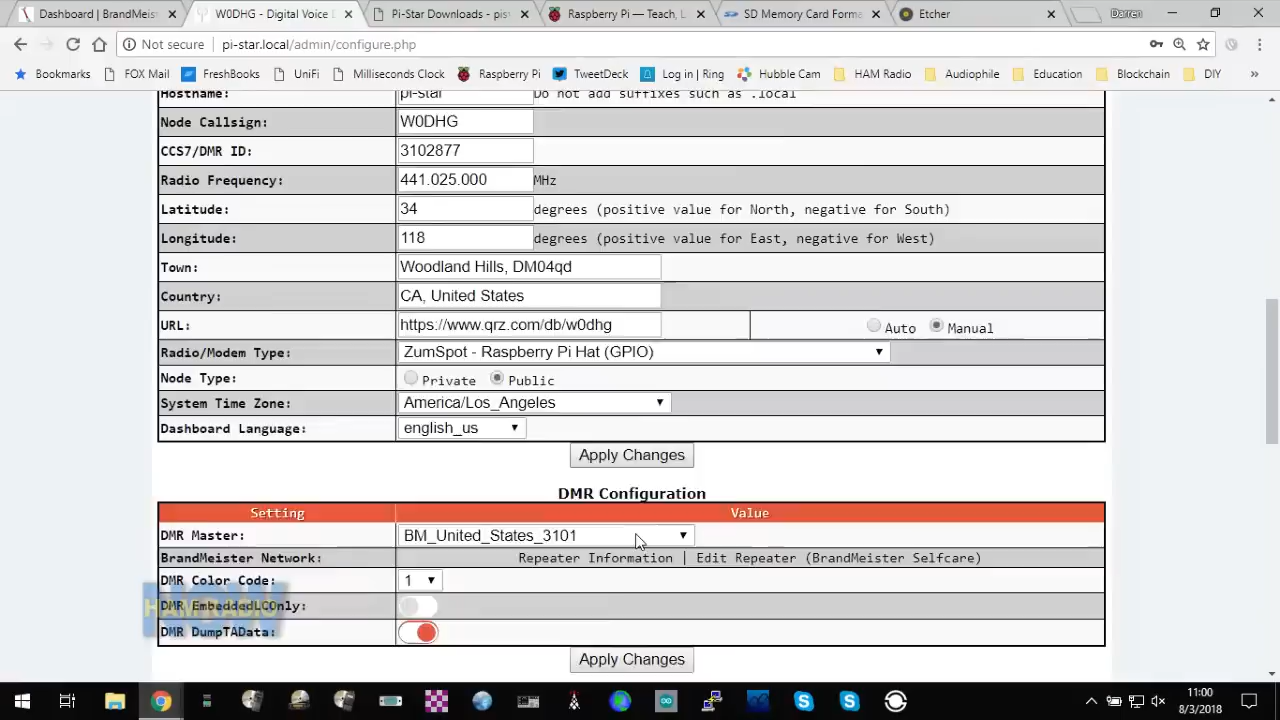 Dashboard | BrandMeist
W0DHG - Digital Voice D
Pi-Star Downloads - pist
Raspberry Pi — Teach, L
SD Memory Card Forma
Etcher
Darren
Not secure | pi-star.local/admin/configure.php
Bookmarks FOX Mail FreshBooks UniFi Milliseconds Clock Raspberry Pi TweetDeck Log in | Ring Hubble Cam HAM Radio Audiophile Education Blockchain DIY »
Hostname: pi-star Do not add suffixes such as .local
Node Callsign: W0DHG
CCS7/DMR ID: 3102877
Radio Frequency: 441.025.000 MHz
Latitude: 34 degrees (positive value for North, negative for South)
Longitude: 118 degrees (positive value for East, negative for West)
Town: Woodland Hills, DM04qd
Country: CA, United States
URL: https://www.qrz.com/db/w0dhg Auto Manual
Radio/Modem Type: ZumSpot - Raspberry Pi Hat (GPIO)
Node Type: Private Public
System Time Zone: America/Los_Angeles
Dashboard Language: english_us
Apply Changes
DMR Configuration
Setting Value
DMR Master: BM_United_States_3101
BrandMeister Network: Repeater Information | Edit Repeater (BrandMeister Selfcare)
DMR Color Code: 1
DMR EmbeddedLCOnly:
HAM RADIO
NOW
DMR DumpTAData:
Apply Changes
11:00
8/3/2018